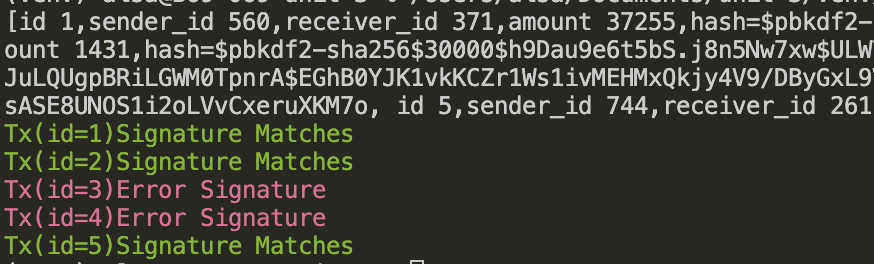 [id 1,sender_id 560,receiver_id 371,amount 37255,hash=$pbkdf2-
ount 1431,hash=$pbkdf2-sha256$30000$h9Dau9e6t5bS.j8n5Nw7xw$ULW
JuLQUgpBRiLGWM0TpnrA$EGhB0YJK1vkKCZr1Ws1ivMEHMxQkjy4V9/DByGxL9
sASE8UNOS1i2oLVvCxeruXKM7o, id 5,sender_id 744,receiver_id 261
Tx(id=1)Signature Matches
Tx(id=2)Signature Matches
Tx(id=3)Error Signature
Tx(id=4)Error Signature
Tx(id=5)Signature Matches